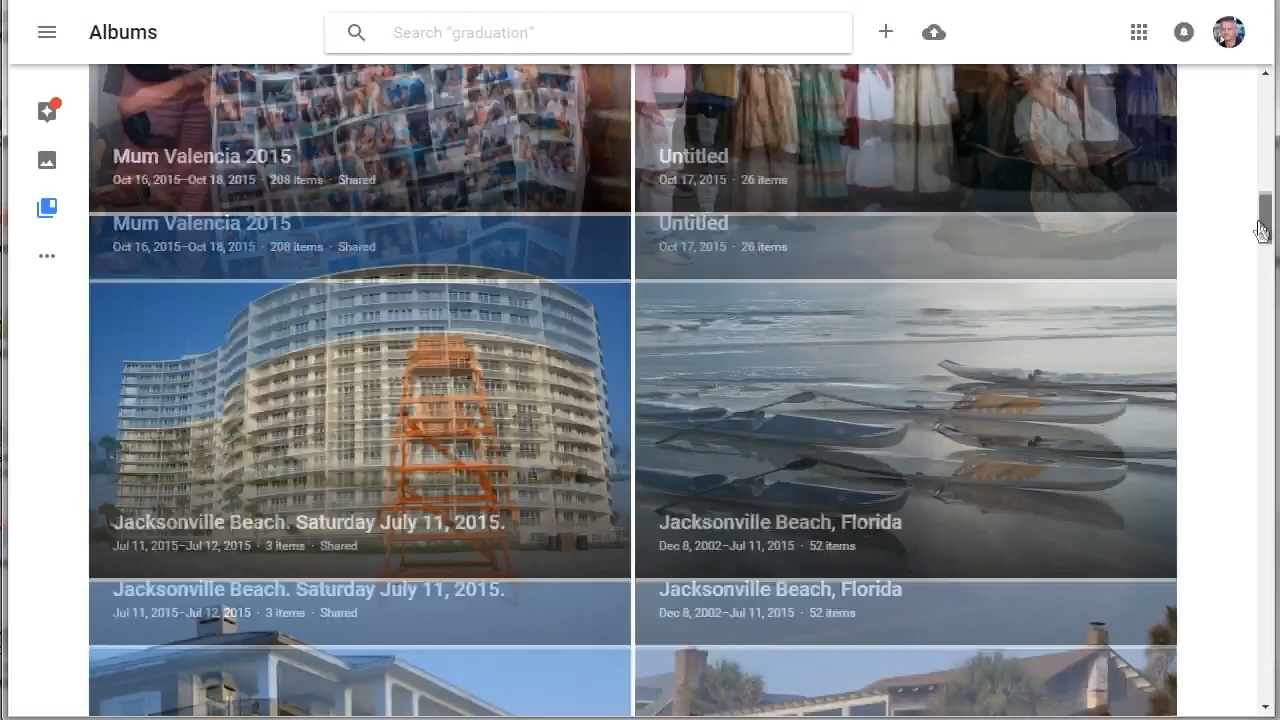 Albums
Search "graduation"
Mum Valencia 2015
Oct 16, 2015–Oct 18, 2015 · 208 items · Shared
Untitled
Oct 17, 2015 · 26 items
Mum Valencia 2015
Oct 16, 2015–Oct 18, 2015 · 208 items · Shared
Untitled
Oct 17, 2015 · 26 items
Jacksonville Beach. Saturday July 11, 2015.
Jul 11, 2015–Jul 12, 2015 · 3 items · Shared
Jacksonville Beach, Florida
Dec 8, 2002–Jul 11, 2015 · 52 items
Jacksonville Beach. Saturday July 11, 2015.
Jul 11, 2015–Jul 12, 2015 · 3 items · Shared
Jacksonville Beach, Florida
Dec 8, 2002–Jul 11, 2015 · 52 items